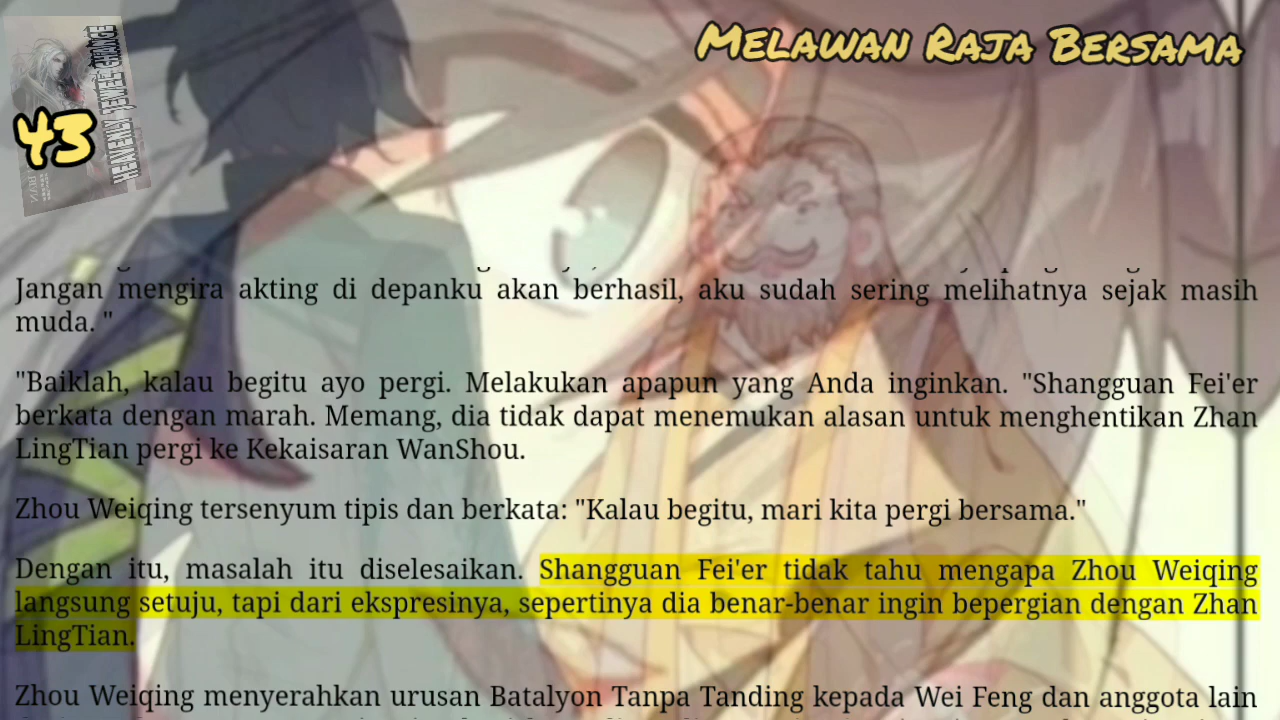 Melawan Raja Bersama
43
HEAVENLY JEWEL
Jangan mengira akting di depanku akan berhasil, aku sudah sering melihatnya sejak masih
muda. "
"Baiklah, kalau begitu ayo pergi. Melakukan apapun yang Anda inginkan. "Shangguan Fei'er
berkata dengan marah. Memang, dia tidak dapat menemukan alasan untuk menghentikan Zhan
LingTian pergi ke Kekaisaran WanShou.
Zhou Weiqing tersenyum tipis dan berkata: "Kalau begitu, mari kita pergi bersama."
Dengan itu, masalah itu diselesaikan. Shangguan Fei'er tidak tahu mengapa Zhou Weiqing
langsung setuju, tapi dari ekspresinya, sepertinya dia benar-benar ingin bepergian dengan Zhan
LingTian.
Zhou Weiqing menyerahkan urusan Batalyon Tanpa Tanding kepada Wei Feng dan anggota lain